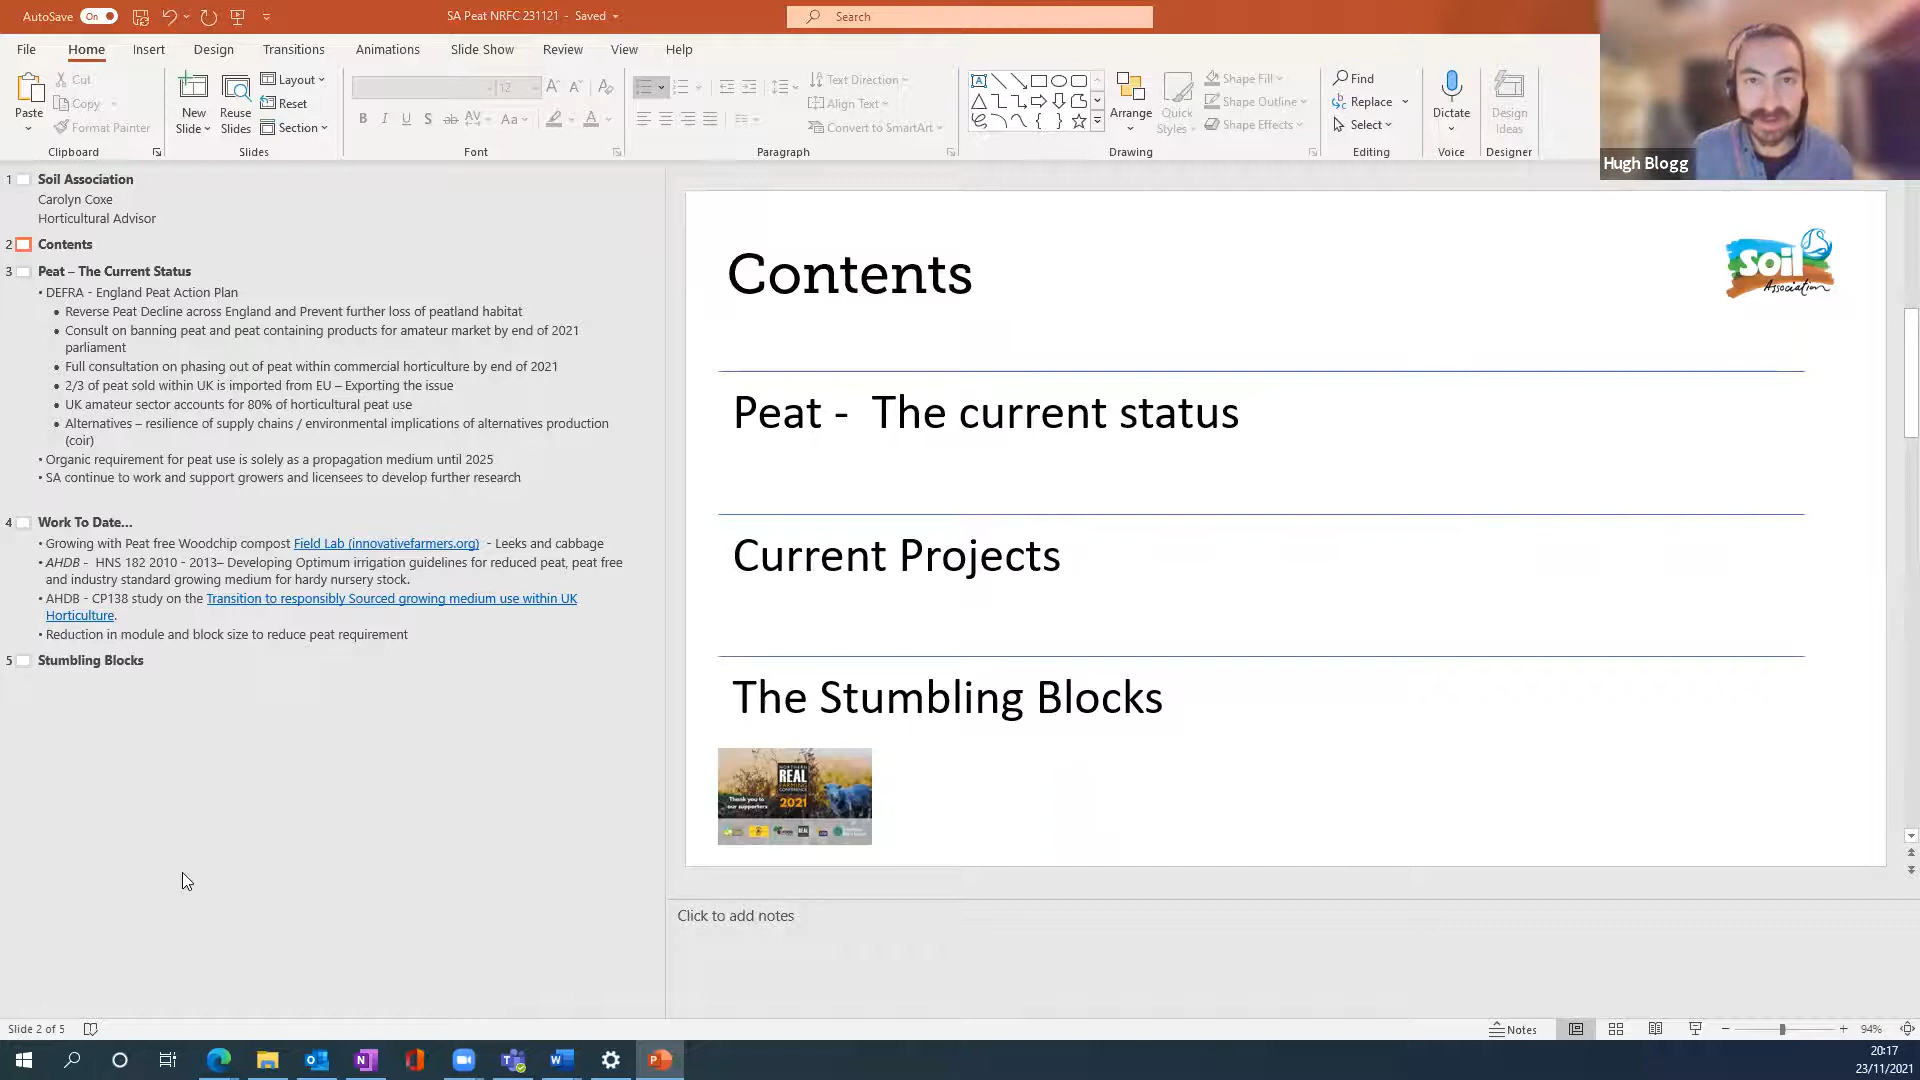 AutoSave On
SA Peat NRFC 231121 - Saved
Search
File Home Insert Design Transitions Animations Slide Show Review View Help
Paste
Cut
Copy
Format Painter
Clipboard
New Slide
Reuse Slides
Layout
Reset
Section
Slides
12
Font
Text Direction
Align Text
Convert to SmartArt
Paragraph
Arrange
Quick Styles
Shape Fill
Shape Outline
Shape Effects
Drawing
Find
Replace
Select
Editing
Dictate
Voice
Design Ideas
Designer
Hugh Blogg
1 Soil Association
Carolyn Coxe
Horticultural Advisor
2 Contents
3 Peat – The Current Status
• DEFRA - England Peat Action Plan
• Reverse Peat Decline across England and Prevent further loss of peatland habitat
• Consult on banning peat and peat containing products for amateur market by end of 2021
parliament
• Full consultation on phasing out of peat within commercial horticulture by end of 2021
• 2/3 of peat sold within UK is imported from EU – Exporting the issue
• UK amateur sector accounts for 80% of horticultural peat use
• Alternatives – resilience of supply chains / environmental implications of alternatives production
(coir)
• Organic requirement for peat use is solely as a propagation medium until 2025
• SA continue to work and support growers and licensees to develop further research
4 Work To Date...
• Growing with Peat free Woodchip compost Field Lab (innovativefarmers.org) - Leeks and cabbage
• AHDB - HNS 182 2010 - 2013– Developing Optimum irrigation guidelines for reduced peat, peat free
and industry standard growing medium for hardy nursery stock.
• AHDB - CP138 study on the Transition to responsibly Sourced growing medium use within UK
Horticulture.
• Reduction in module and block size to reduce peat requirement
5 Stumbling Blocks
Contents
soil
Association
Peat - The current status
Current Projects
The Stumbling Blocks
NORTHERN
REAL
FARMING
CONFERENCE
2021
Thank you to
our supporters
Click to add notes
Slide 2 of 5
Notes
94%
20:17
23/11/2021